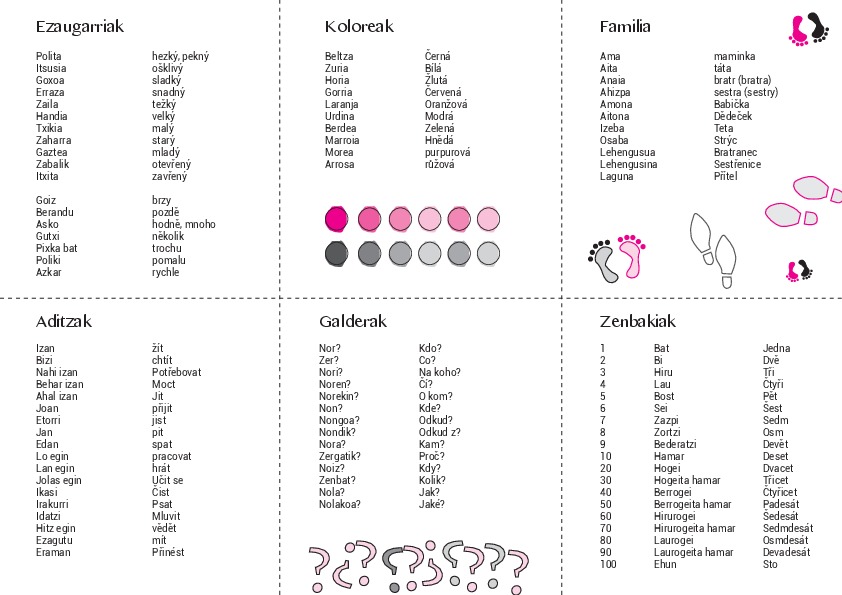 Ezaugarriak
Polita hezký, pekný
Itsusia ošklivý
Goxoa sladký
Erraza snadný
Zaila težký
Handia velký
Txikia malý
Zaharra starý
Gaztea mladý
Zabalik otevřený
Itxita zavřený
Goiz brzy
Berandu pozdě
Asko hodně, mnoho
Gutxi několik
Pixka bat trochu
Poliki pomalu
Azkar rychle
Koloreak
Beltza Černá
Zuria Bílá
Horia Žlutá
Gorria Červená
Laranja Oranžová
Urdina Modrá
Berdea Zelená
Marroia Hnědá
Morea purpurová
Arrosa růžová
Familia
Ama maminka
Aita táta
Anaia bratr (bratra)
Ahizpa sestra (sestry)
Amona Babička
Aitona Dědeček
Izeba Teta
Osaba Strýc
Lehengusua Bratranec
Lehengusina Sestřenice
Laguna Přítel
Aditzak
Izan žít
Bizi chtít
Nahi izan Potřebovat
Behar izan Moct
Ahal izan Jit
Joan přijit
Etorri jist
Jan pit
Edan spat
Lo egin pracovat
Lan egin hrát
Jolas egin Učit se
Ikasi Čist
Irakurri Psat
Idatzi Mluvit
Hitz egin vědět
Ezagutu mít
Eraman Přinést
Galderak
Nor? Kdo?
Zer? Co?
Nori? Na koho?
Noren? Či?
Norekin? O kom?
Non? Kde?
Nongoa? Odkud?
Nondik? Odkud z?
Nora? Kam?
Zergatik? Proč?
Noiz? Kdy?
Zenbat? Kolik?
Nola? Jak?
Nolakoa? Jaké?
Zenbakiak
1 Bat Jedna
2 Bi Dvě
3 Hiru Tři
4 Lau Čtyři
5 Bost Pět
6 Sei Šest
7 Zazpi Sedm
8 Zortzi Osm
9 Bederatzi Devět
10 Hamar Deset
20 Hogei Dvacet
30 Hogeita hamar Třicet
40 Berrogei Čtyřicet
50 Berrogeita hamar Padesát
60 Hirurogei Šedesát
70 Hirurogeita hamar Sedmdesát
80 Laurogei Osmdesát
90 Laurogeita hamar Devadesát
100 Ehun Sto